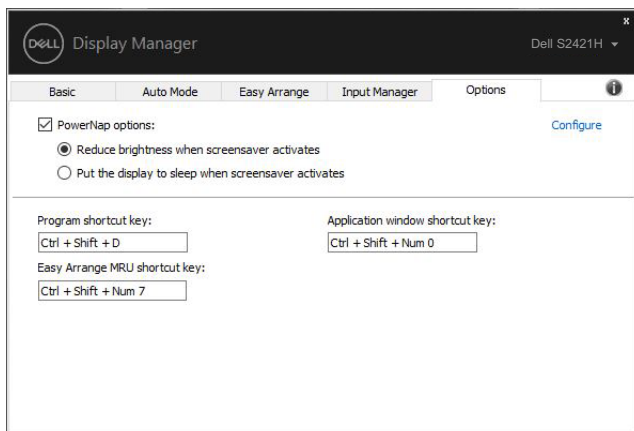 x
DELL Display Manager
Dell S2421H
Basic Auto Mode Easy Arrange Input Manager Options
PowerNap options:
Configure
Reduce brightness when screensaver activates
Put the display to sleep when screensaver activates
Program shortcut key:
Application window shortcut key:
Ctrl + Shift + D
Ctrl + Shift + Num 0
Easy Arrange MRU shortcut key:
Ctrl + Shift + Num 7